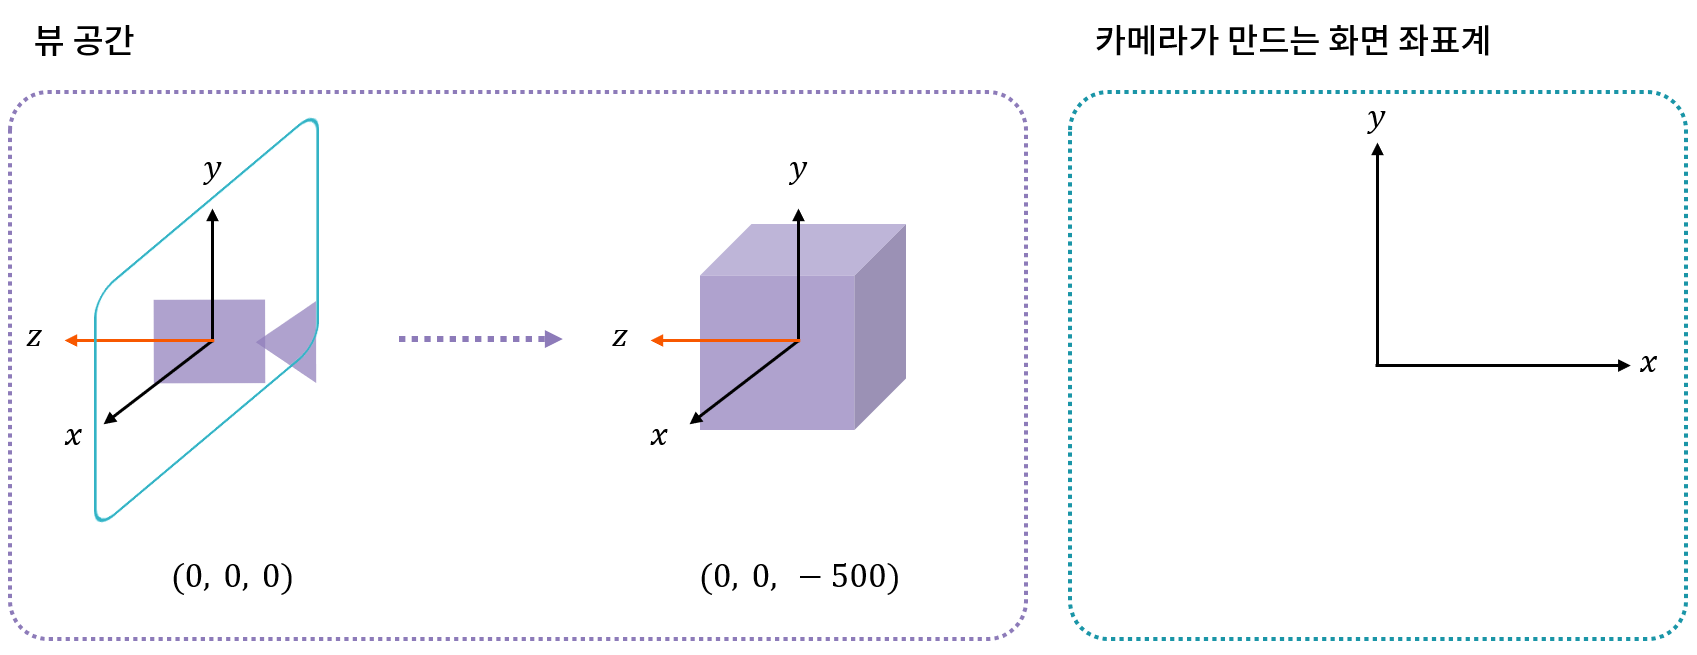 뷰 공간
카메라가 만드는 화면 좌표계
y
z
x
(0, 0, 0)
y
z
x
(0, 0, − 500)
y
x